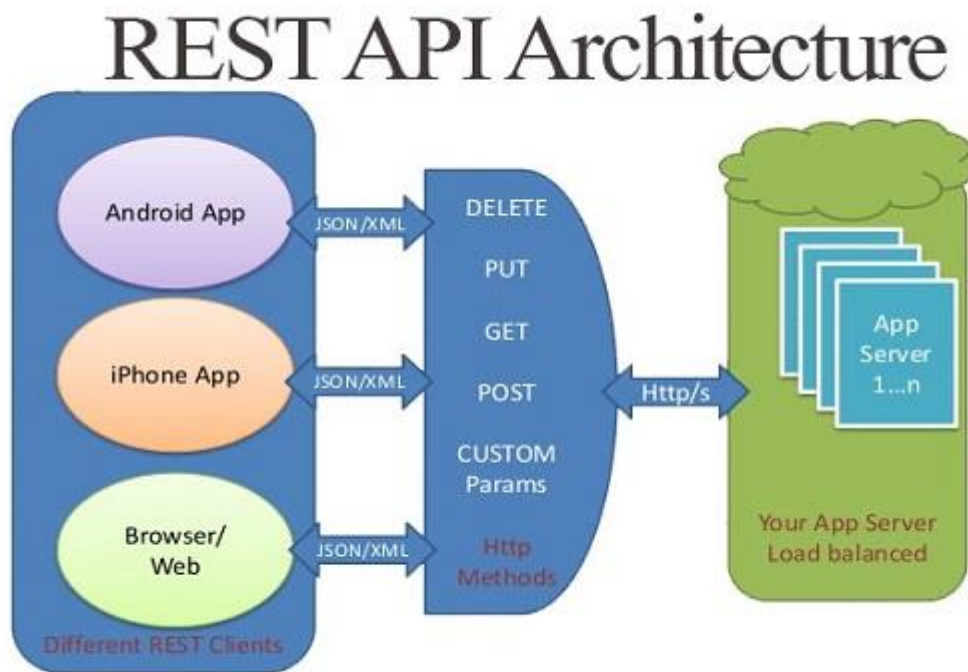 REST API Architecture
Android App
iPhone App
Browser/
Web
Different REST Clients
JSON/XML
JSON/XML
JSON/XML
DELETE
PUT
GET
POST
CUSTOM
Params
Http
Methods
Http/s
App
Server
1...n
Your App Server
Load balanced